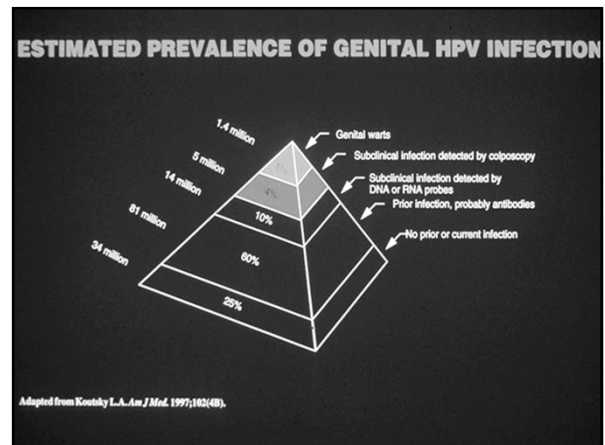 ESTIMATED PREVALENCE OF GENITAL HPV INFECTION
1.4 million
Genital warts
5 million
Subclinical infection detected by colposcopy
14 million
Subclinical infection detected by
DNA or RNA probes
81 million
Prior infection, probably antibodies
34 million
No prior or current infection
1%
4%
10%
60%
25%
Adapted from Koutsky L.A. Am J Med. 1997;102(4B).